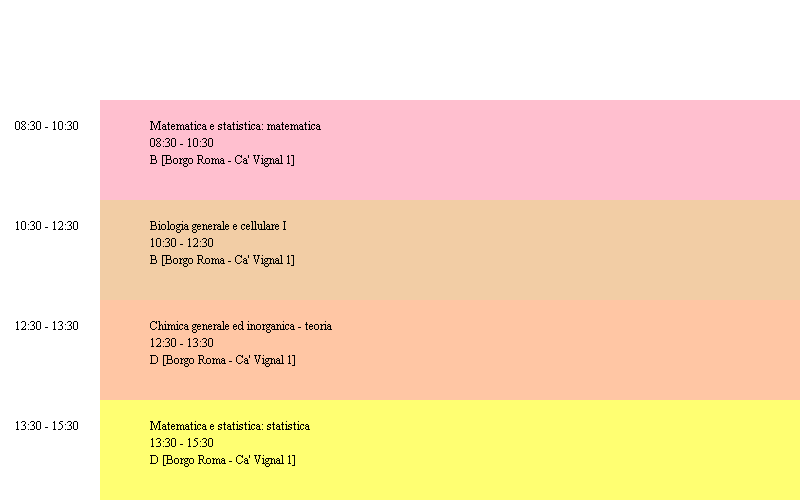 08:30 - 10:30
Matematica e statistica: matematica
08:30 - 10:30
B [Borgo Roma - Ca' Vignal 1]
10:30 - 12:30
Biologia generale e cellulare I
10:30 - 12:30
B [Borgo Roma - Ca' Vignal 1]
12:30 - 13:30
Chimica generale ed inorganica - teoria
12:30 - 13:30
D [Borgo Roma - Ca' Vignal 1]
13:30 - 15:30
Matematica e statistica: statistica
13:30 - 15:30
D [Borgo Roma - Ca' Vignal 1]